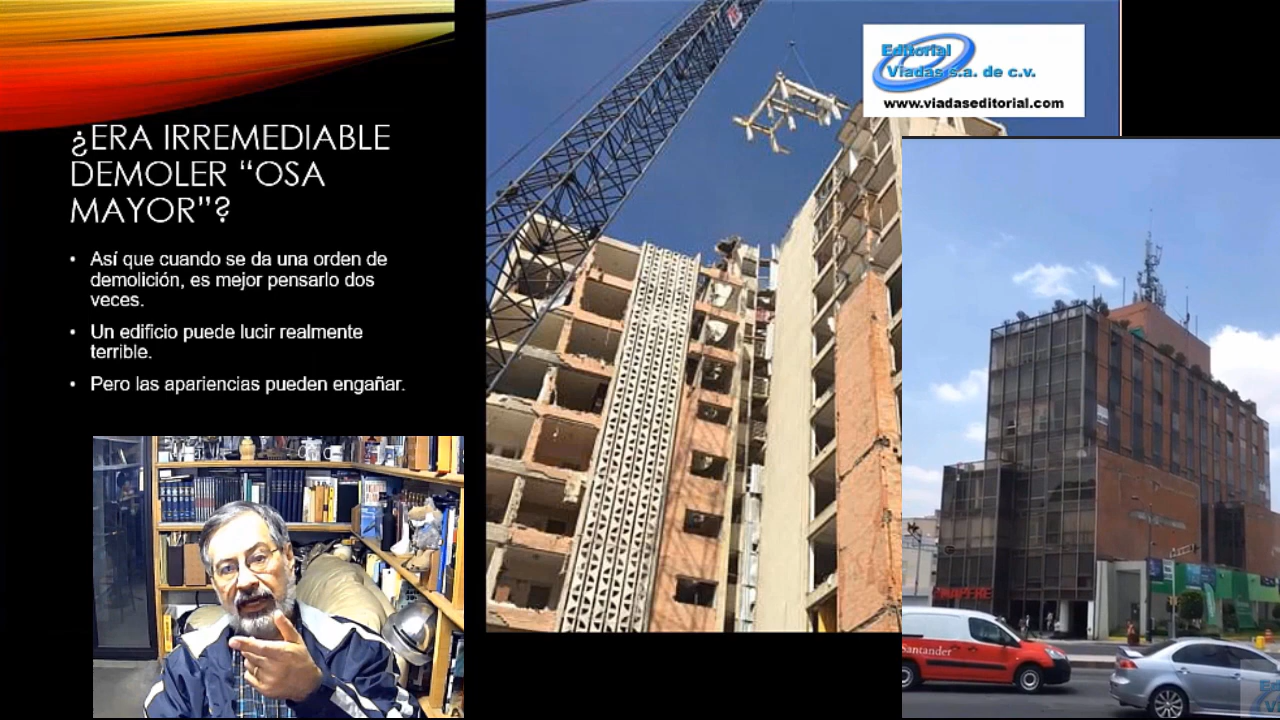 ¿ERA IRREMEDIABLE
DEMOLER “OSA
MAYOR”?
• Así que cuando se da una orden de
demolición, es mejor pensarlo dos
veces.
• Un edificio puede lucir realmente
terrible.
• Pero las apariencias pueden engañar.
Editorial
Viadas s.a. de c.v.
www.viadaseditorial.com
MAPFRE
Santander